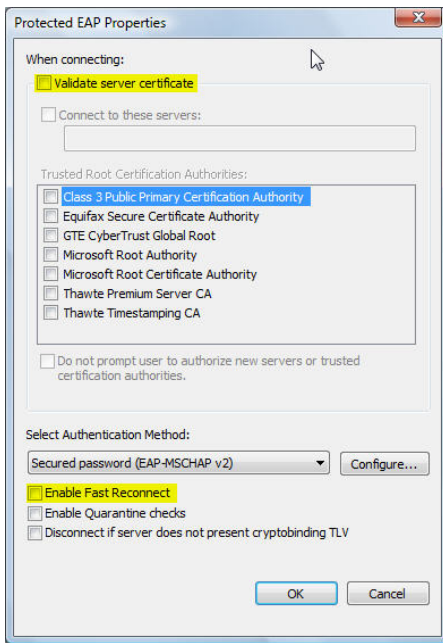 Protected EAP Properties
When connecting:
Validate server certificate
Connect to these servers:
Trusted Root Certification Authorities:
Class 3 Public Primary Certification Authority
Equifax Secure Certificate Authority
GTE CyberTrust Global Root
Microsoft Root Authority
Microsoft Root Certificate Authority
Thawte Premium Server CA
Thawte Timestamping CA
Do not prompt user to authorize new servers or trusted
certification authorities.
Select Authentication Method:
Secured password (EAP-MSCHAP v2) Configure...
Enable Fast Reconnect
Enable Quarantine checks
Disconnect if server does not present cryptobinding TLV
OK Cancel